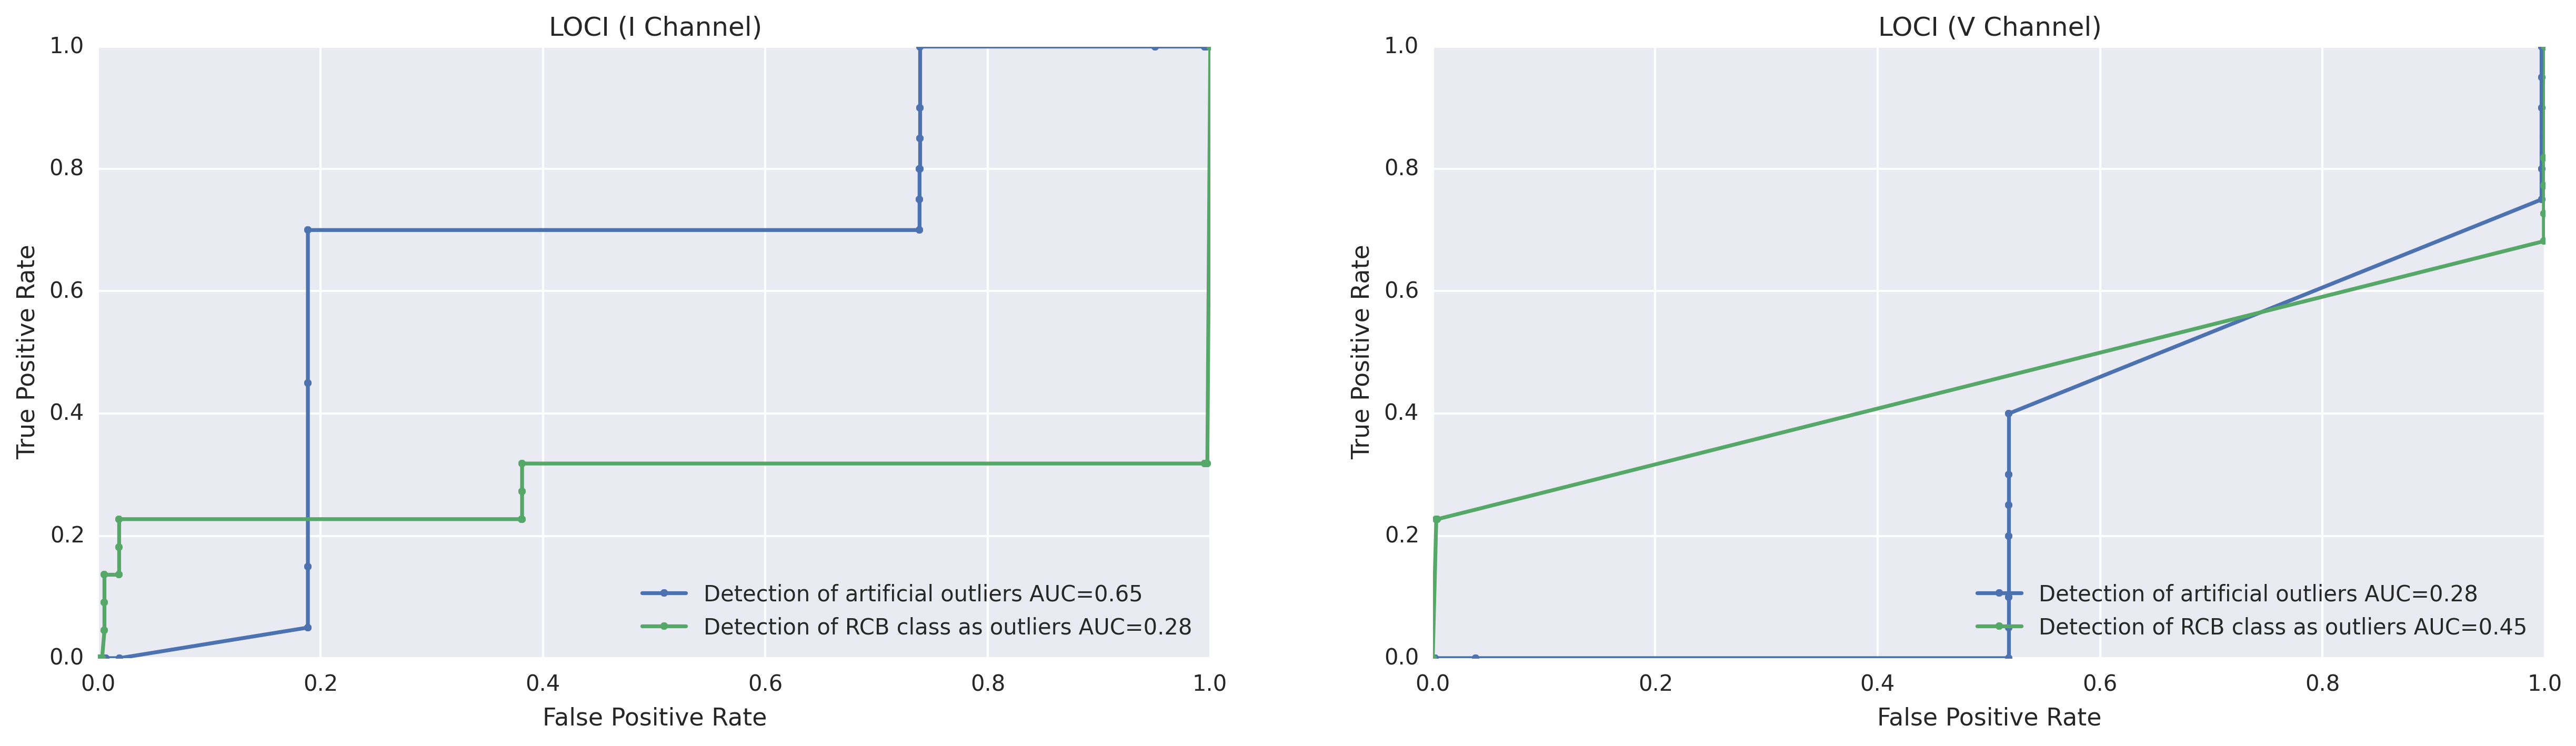 LOCI (I Channel)
1.0
0.8
0.6
0.4
0.2
0.0
True Positive Rate
Detection of artificial outliers AUC=0.65
Detection of RCB class as outliers AUC=0.28
0.0 0.2 0.4 0.6 0.8 1.0
False Positive Rate
LOCI (V Channel)
1.0
0.8
0.6
0.4
0.2
0.0
True Positive Rate
Detection of artificial outliers AUC=0.28
Detection of RCB class as outliers AUC=0.45
0.0 0.2 0.4 0.6 0.8 1.0
False Positive Rate